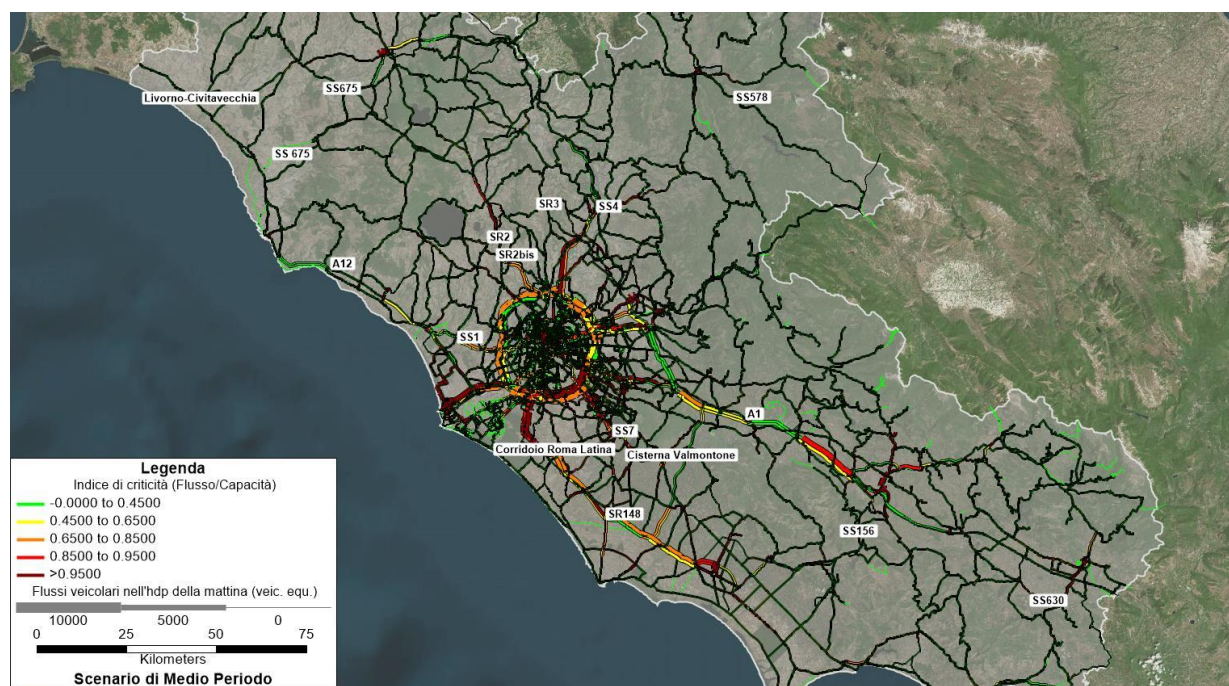 SS675
Livorno-Civitavecchia
SS578
SS 675
SR3
SS4
SR2
SR2bis
A12
SS1
A1
SS7
Corridoio Roma Latina
Cisterna Valmontone
SR148
SS156
SS630
Legenda
Indice di criticità (Flusso/Capacità)
-0.0000 to 0.4500
0.4500 to 0.6500
0.6500 to 0.8500
0.8500 to 0.9500
>0.9500
Flussi veicolari nell'hdp della mattina (veic. equ.)
10000 5000 0
0 25 50 75
Kilometers
Scenario di Medio Periodo